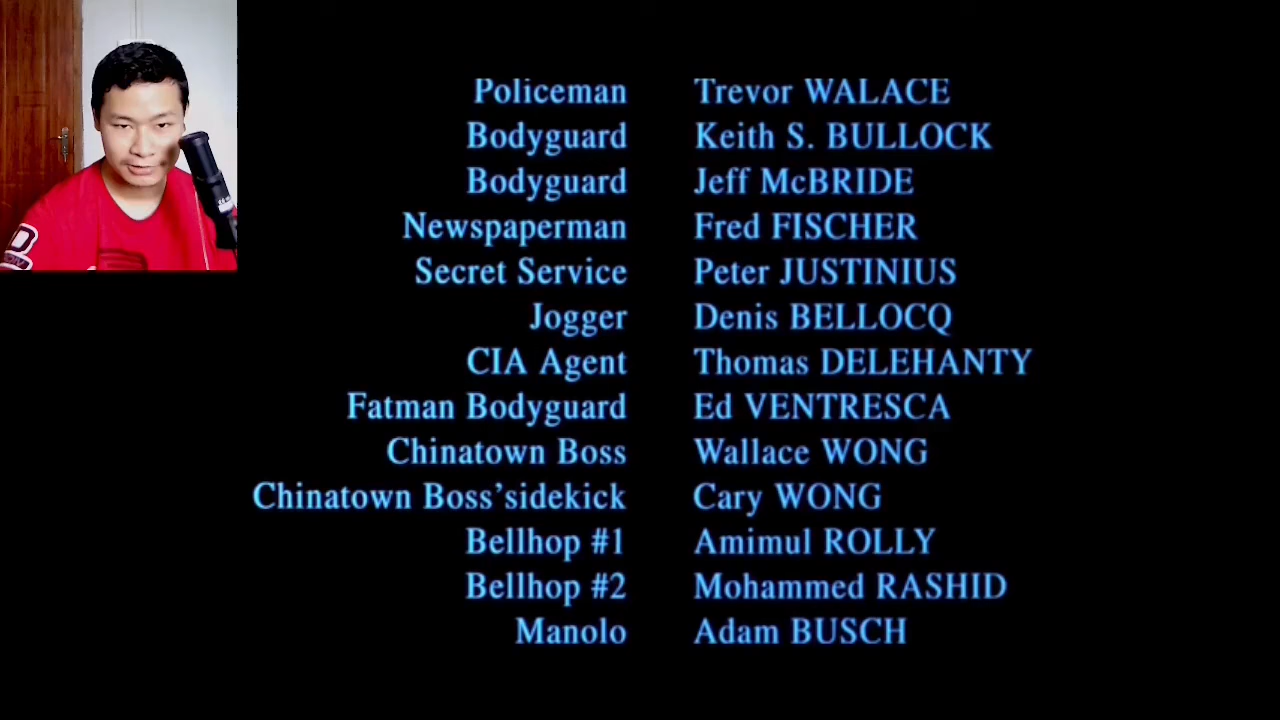 Policeman Trevor WALACE
Bodyguard Keith S. BULLOCK
Bodyguard Jeff McBRIDE
Newspaperman Fred FISCHER
Secret Service Peter JUSTINIUS
Jogger Denis BELLOCQ
CIA Agent Thomas DELEHANTY
Fatman Bodyguard Ed VENTRESCA
Chinatown Boss Wallace WONG
Chinatown Boss'sidekick Cary WONG
Bellhop #1 Amimul ROLLY
Bellhop #2 Mohammed RASHID
Manolo Adam BUSCH